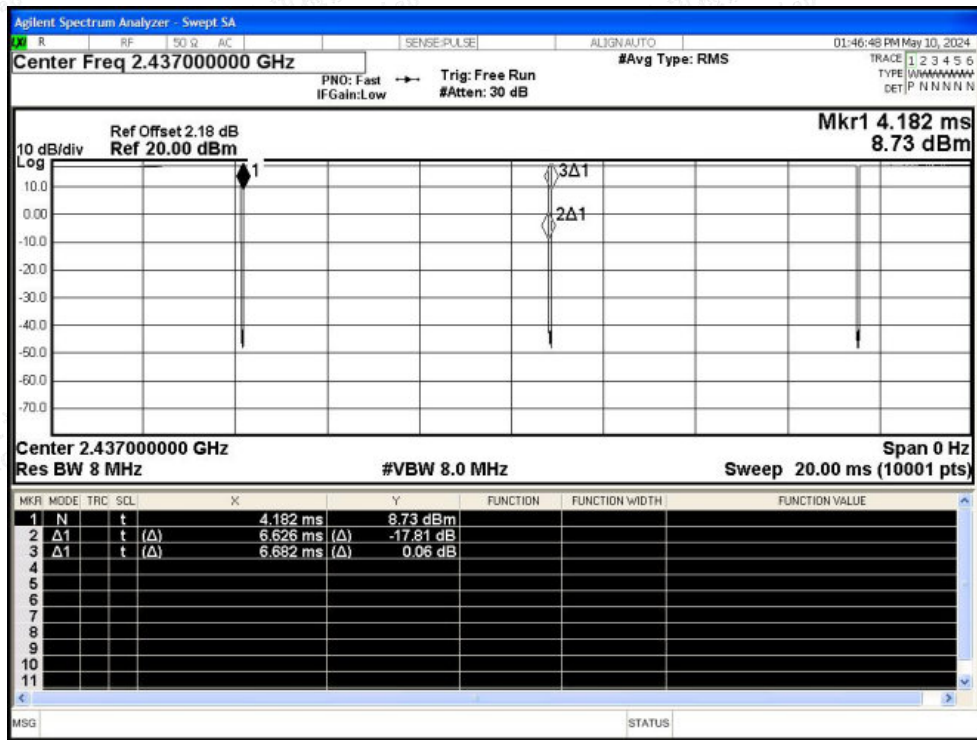 Agilent Spectrum Analyzer - Swept SA
LXI R RF 50 Ω AC SENSE:PULSE ALIGNAUTO 01:46:48 PM May 10, 2024
Center Freq 2.437000000 GHz #Avg Type: RMS TRACE 1 2 3 4 5 6
PNO: Fast Trig: Free Run TYPE
IFGain:Low #Atten: 30 dB DET P N N N N N
Mkr1 4.182 ms
Ref Offset 2.18 dB
10 dB/div Ref 20.00 dBm 8.73 dBm
Log
1 3Δ1
10.0
0.00 2Δ1
-10.0
-20.0
-30.0
-40.0
-50.0
-60.0
-70.0
Center 2.437000000 GHz Span 0 Hz
Res BW 8 MHz #VBW 8.0 MHz Sweep 20.00 ms (10001 pts)
MKR MODE TRC SCL X Y FUNCTION FUNCTION WIDTH FUNCTION VALUE
1 N t 4.182 ms 8.73 dBm
2 Δ1 t (Δ) 6.626 ms (Δ) -17.81 dB
3 Δ1 t (Δ) 6.682 ms (Δ) 0.06 dB
4
5
6
7
8
9
10
11
MSG STATUS